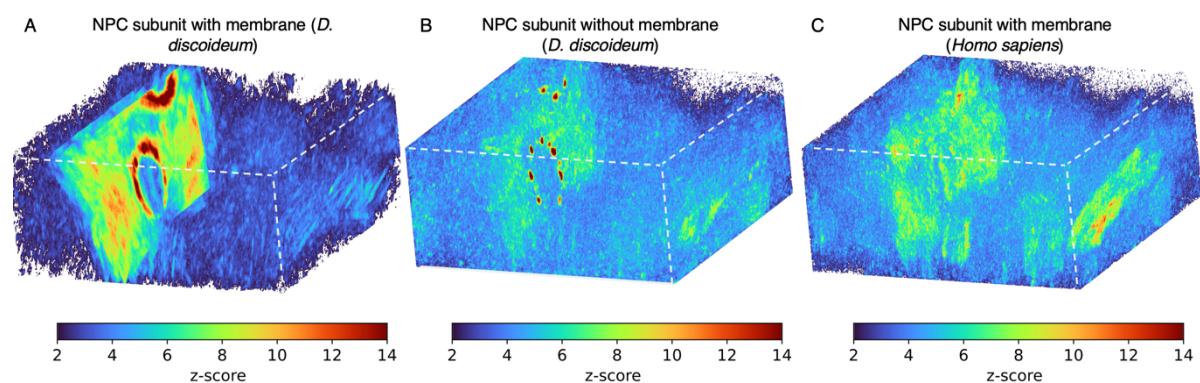 A
NPC subunit with membrane (D.
discoideum)
B
NPC subunit without membrane
(D. discoideum)
C
NPC subunit with membrane
(Homo sapiens)
2 4 6 8 10 12 14
z-score
2 4 6 8 10 12 14
z-score
2 4 6 8 10 12 14
z-score